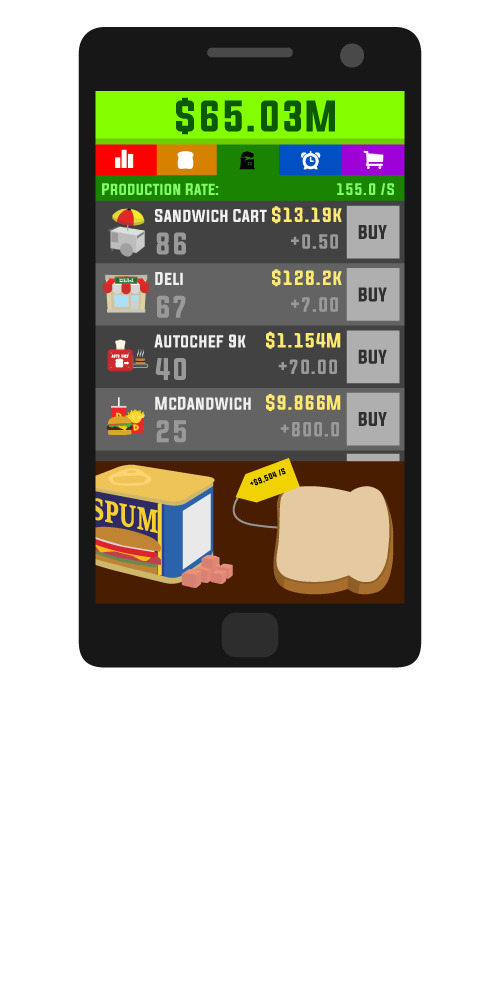 $65.03M
PRODUCTION RATE: 155.0 /S
SANDWICH CART $13.19K
86 +0.50 BUY
DELI $128.2K
67 +7.00 BUY
AUTOCHEF 9K $1.154M
40 +70.00 BUY
MCDANDWICH $9.866M
25 +800.0 BUY
+$9,504 /S
SPUM